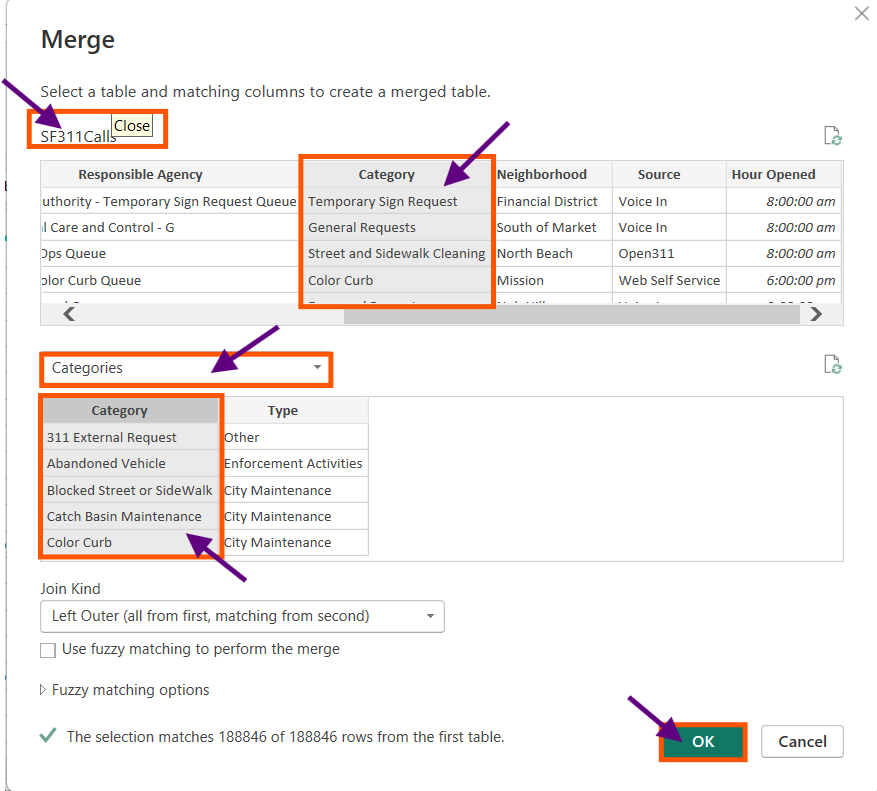 Merge
Select a table and matching columns to create a merged table.
Close
SF311Calls
Responsible Agency Category Neighborhood Source Hour Opened
uthority - Temporary Sign Request Queue Temporary Sign Request Financial District Voice In 8:00:00 am
l Care and Control - G General Requests South of Market Voice In 8:00:00 am
Ops Queue Street and Sidewalk Cleaning North Beach Open311 8:00:00 am
olor Curb Queue Color Curb Mission Web Self Service 6:00:00 pm
Categories
Category Type
311 External Request Other
Abandoned Vehicle Enforcement Activities
Blocked Street or SideWalk City Maintenance
Catch Basin Maintenance City Maintenance
Color Curb City Maintenance
Join Kind
Left Outer (all from first, matching from second)
Use fuzzy matching to perform the merge
Fuzzy matching options
The selection matches 188846 of 188846 rows from the first table.
OK Cancel